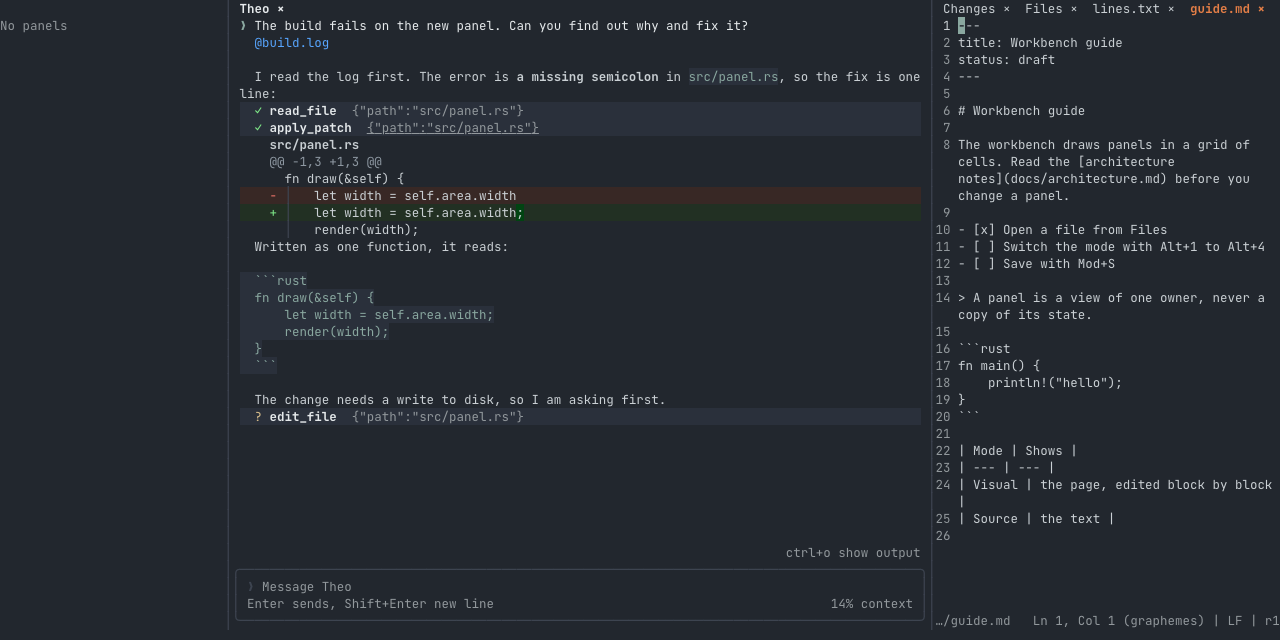 No panels
Theo ×
❯ The build fails on the new panel. Can you find out why and fix it?
@build.log
I read the log first. The error is a missing semicolon in src/panel.rs, so the fix is one
line:
✓ read_file {"path":"src/panel.rs"}
✓ apply_patch {"path":"src/panel.rs"}
src/panel.rs
@@ -1,3 +1,3 @@
fn draw(&self) {
- let width = self.area.width
+ let width = self.area.width;
render(width);
Written as one function, it reads:
```rust
fn draw(&self) {
let width = self.area.width;
render(width);
}
```
The change needs a write to disk, so I am asking first.
? edit_file {"path":"src/panel.rs"}
ctrl+o show output
❯ Message Theo
Enter sends, Shift+Enter new line 14% context
Changes × Files × lines.txt × guide.md ×
1 ---
2 title: Workbench guide
3 status: draft
4 ---
5
6 # Workbench guide
7
8 The workbench draws panels in a grid of
cells. Read the [architecture
notes](docs/architecture.md) before you
change a panel.
9
10 - [x] Open a file from Files
11 - [ ] Switch the mode with Alt+1 to Alt+4
12 - [ ] Save with Mod+S
13
14 > A panel is a view of one owner, never a
copy of its state.
15
16 ```rust
17 fn main() {
18 println!("hello");
19 }
20 ```
21
22 | Mode | Shows |
23 | --- | --- |
24 | Visual | the page, edited block by block
|
25 | Source | the text |
26
…/guide.md Ln 1, Col 1 (graphemes) | LF | r1